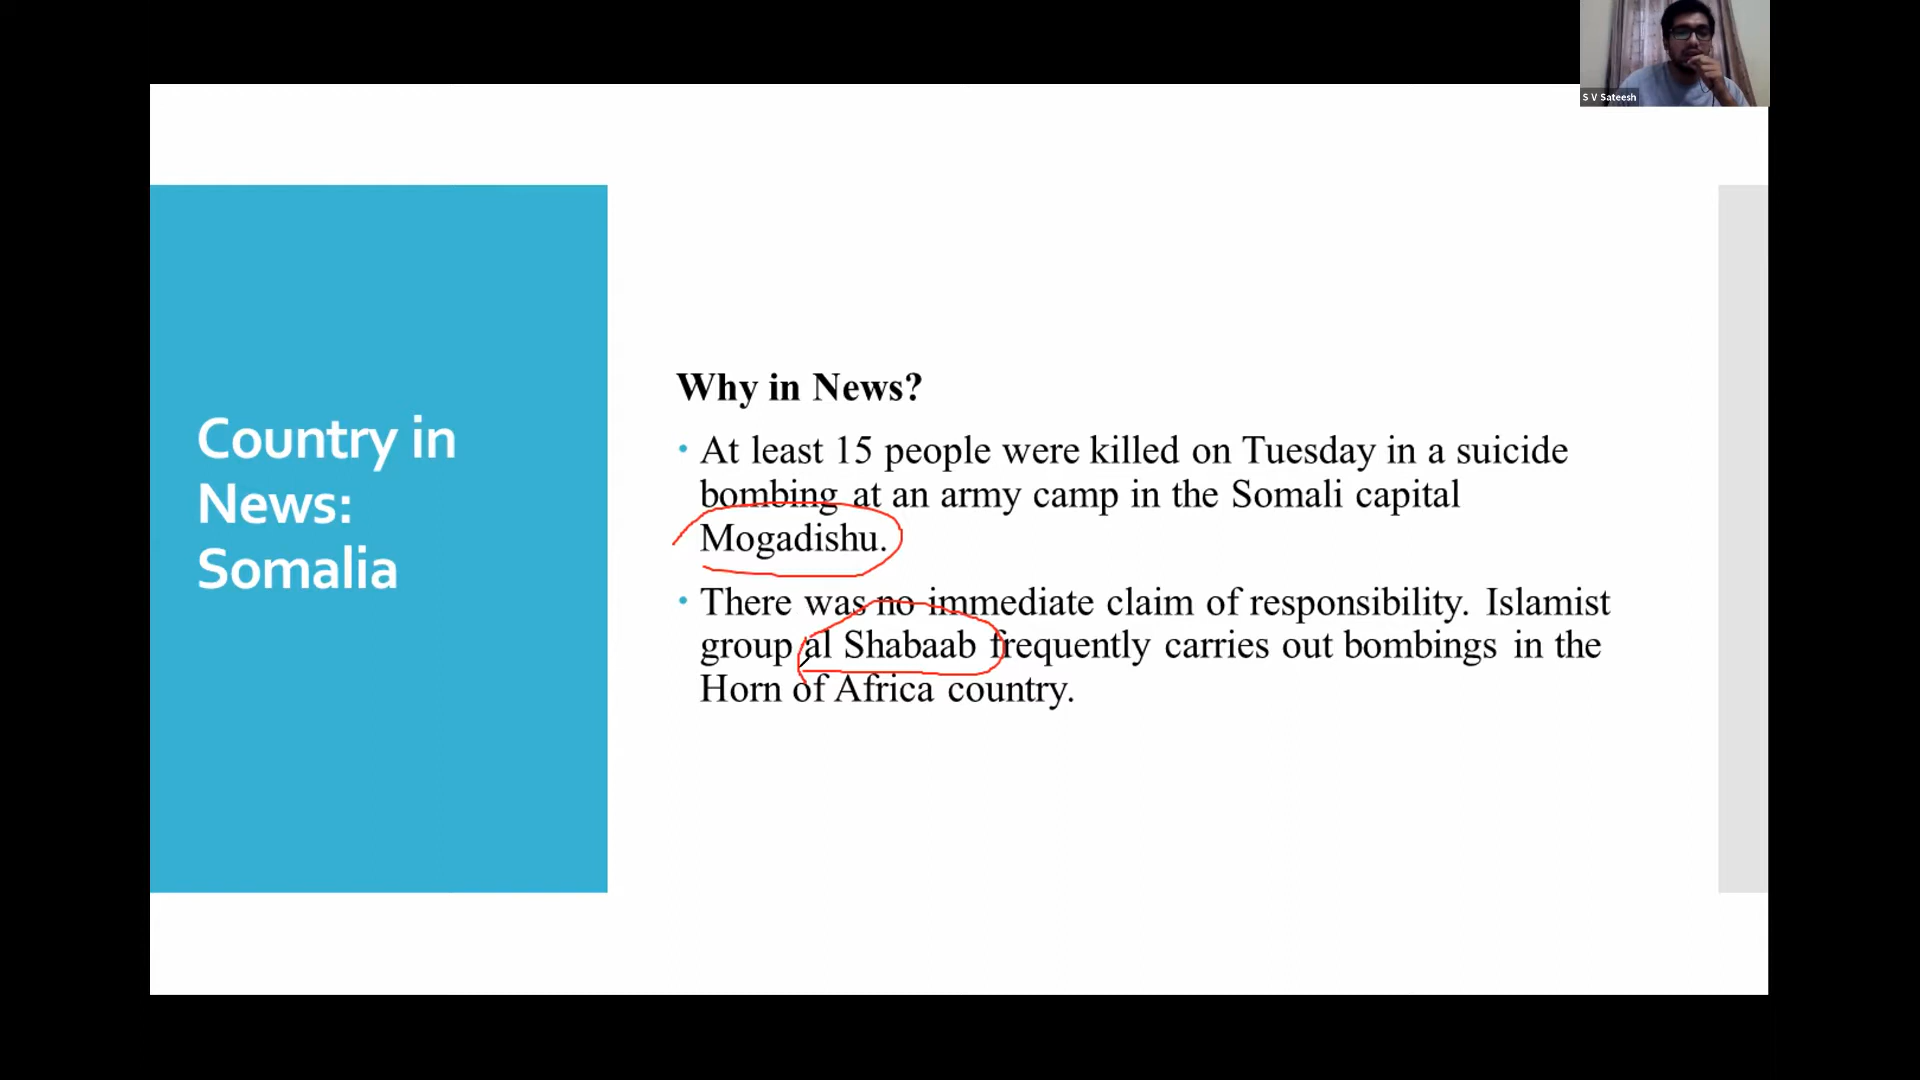 S V Sateesh
Country in
News:
Somalia
Why in News?
• At least 15 people were killed on Tuesday in a suicide
bombing at an army camp in the Somali capital
Mogadishu.
• There was no immediate claim of responsibility. Islamist
group al Shabaab frequently carries out bombings in the
Horn of Africa country.